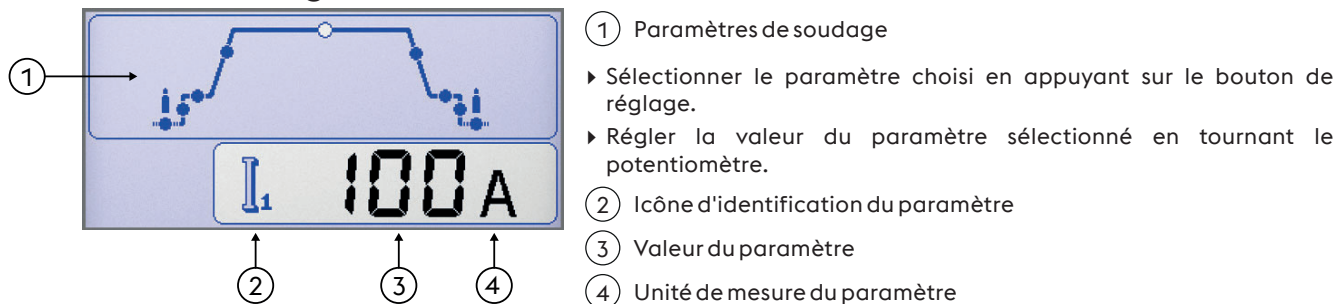 1 Paramètres de soudage
▸ Sélectionner le paramètre choisi en appuyant sur le bouton de
réglage.
▸ Régler la valeur du paramètre sélectionné en tournant le
potentiomètre.
2 Icône d'identification du paramètre
3 Valeur du paramètre
4 Unité de mesure du paramètre
1
I1 100 A
2 3 4